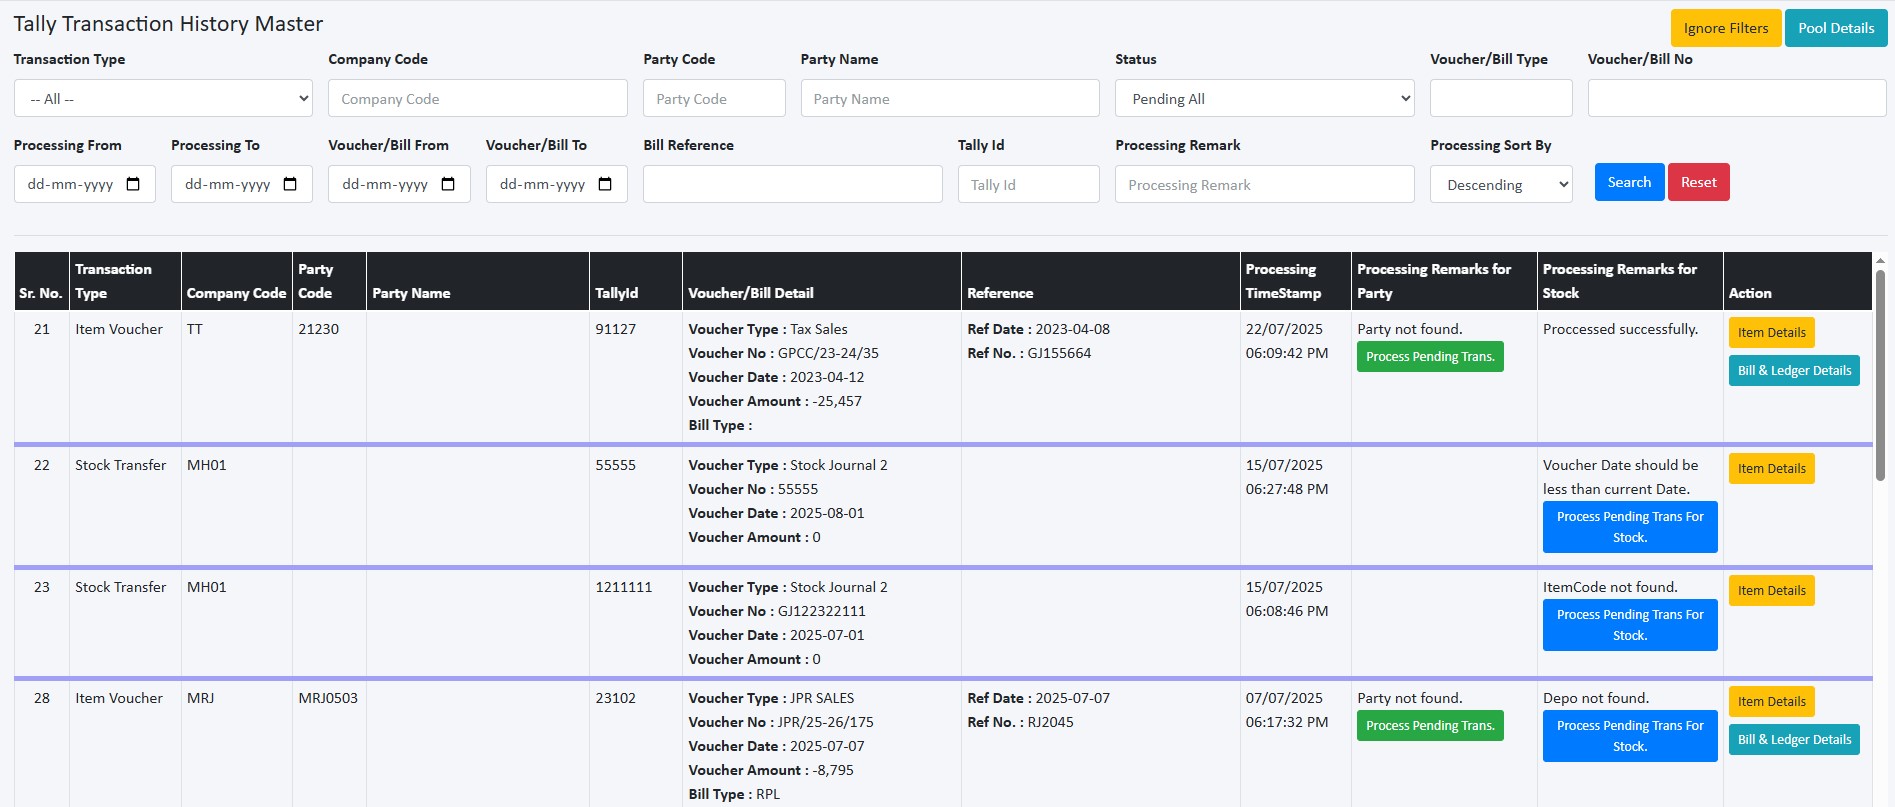 Tally Transaction History Master
Ignore Filters Pool Details
Transaction Type Company Code Party Code Party Name Status Voucher/Bill Type Voucher/Bill No
-- All -- Company Code Party Code Party Name Pending All
Processing From Processing To Voucher/Bill From Voucher/Bill To Bill Reference Tally Id Processing Remark Processing Sort By
dd-mm-yyyy dd-mm-yyyy dd-mm-yyyy dd-mm-yyyy Tally Id Processing Remark Descending Search Reset
Sr. No. Transaction Type Company Code Party Code Party Name TallyId Voucher/Bill Detail Reference Processing TimeStamp Processing Remarks for Party Processing Remarks for Stock Action
21 Item Voucher TT 21230 91127 Voucher Type : Tax Sales Ref Date : 2023-04-08 22/07/2025 Party not found. Proccessed successfully. Item Details
Voucher No : GPCC/23-24/35 Ref No. : GJ155664 06:09:42 PM Process Pending Trans.
Voucher Date : 2023-04-12 Bill & Ledger Details
Voucher Amount : -25,457
Bill Type :
22 Stock Transfer MH01 55555 Voucher Type : Stock Journal 2 15/07/2025 Voucher Date should be Item Details
Voucher No : 55555 06:27:48 PM less than current Date.
Voucher Date : 2025-08-01 Process Pending Trans For
Voucher Amount : 0 Stock.
23 Stock Transfer MH01 1211111 Voucher Type : Stock Journal 2 15/07/2025 ItemCode not found. Item Details
Voucher No : GJ122322111 06:08:46 PM Process Pending Trans For
Voucher Date : 2025-07-01 Stock.
Voucher Amount : 0
28 Item Voucher MRJ MRJ0503 23102 Voucher Type : JPR SALES Ref Date : 2025-07-07 07/07/2025 Party not found. Depo not found. Item Details
Voucher No : JPR/25-26/175 Ref No. : RJ2045 06:17:32 PM Process Pending Trans. Process Pending Trans For
Voucher Date : 2025-07-07 Stock. Bill & Ledger Details
Voucher Amount : -8,795
Bill Type : RPL